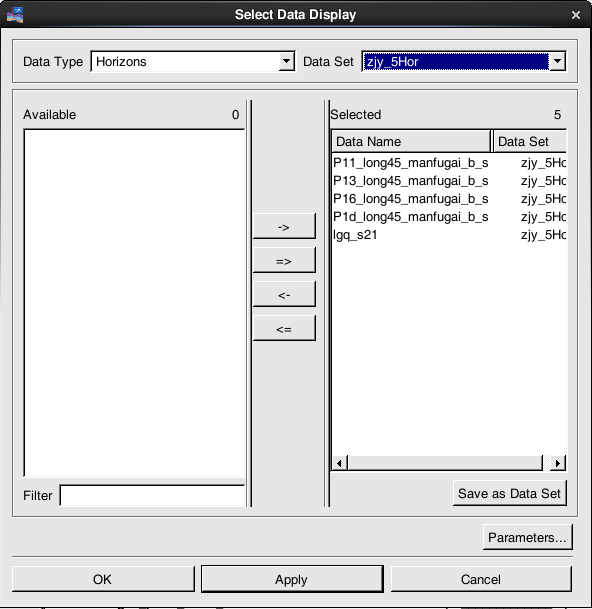 Select Data Display
Data Type Horizons Data Set zjy_5Hor
Available 0 Selected 5
Data Name Data Set
P11_long45_manfugai_b_s zjy_5Ho
P13_long45_manfugai_b_s zjy_5Ho
P16_long45_manfugai_b_s zjy_5Ho
P1d_long45_manfugai_b_s zjy_5Ho
lgq_s21 zjy_5Ho
->
=>
<-
<=
Filter
Save as Data Set
Parameters...
OK Apply Cancel